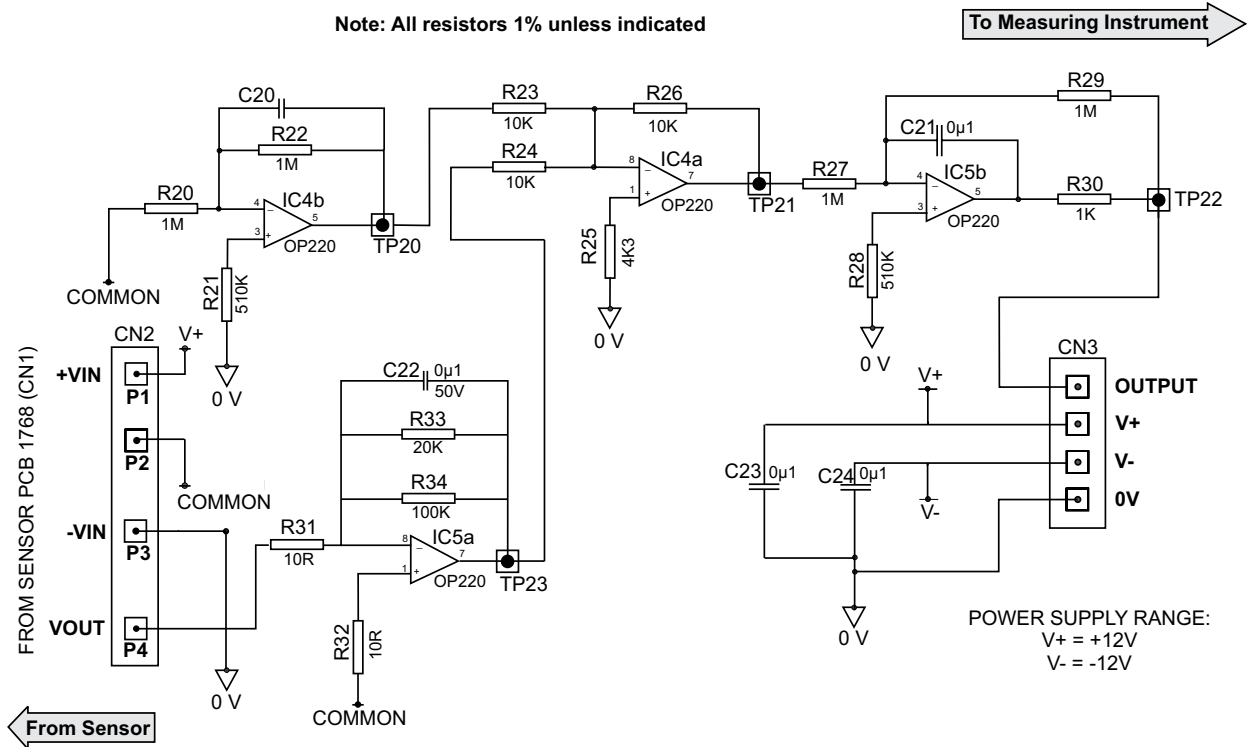 Note: All resistors 1% unless indicated
To Measuring Instrument
C20
R22
1M
R20
1M
4
3
5
IC4b
OP220
TP20
COMMON
R21
510K
0 V
R23
10K
R24
10K
R26
10K
IC4a
8
1
7
OP220
TP21
R25
4K3
0 V
R27
1M
R29
1M
C21
0µ1
IC5b
4
3
5
OP220
R30
1K
TP22
R28
510K
0 V
FROM SENSOR PCB 1768 (CN1)
CN2
V+
+VIN
P1
P2
COMMON
-VIN
P3
VOUT
P4
0 V
C22
0µ1
50V
R33
20K
R34
100K
R31
10R
IC5a
8
1
7
OP220
TP23
R32
10R
COMMON
CN3
V+
OUTPUT
V+
V-
0V
C23
0µ1
C24
0µ1
V-
0 V
POWER SUPPLY RANGE:
V+ = +12V
V- = -12V
From Sensor